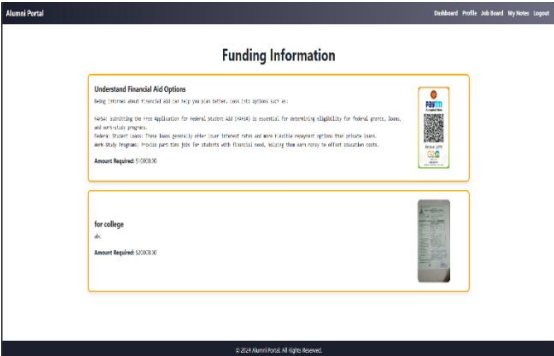 Alumni Portal
Dashboard Profile Job Board My Notes Logout
Funding Information
Understand Financial Aid Options
Being informed about financial aid can help you plan better. Look into options such as:
FAFSA: Submitting the Free Application for Federal Student Aid (FAFSA) is essential for determining eligibility for federal grants, loans,
and work-study programs.
Federal Student Loans: These loans generally offer lower interest rates and more flexible repayment options than private loans.
Work-Study Programs: Provide part-time jobs for students with financial need, helping them earn money to offset education costs.
Amount Required:
Paytm
for college
Amount Required:
© 2024 Alumni Portal. All Rights Reserved.